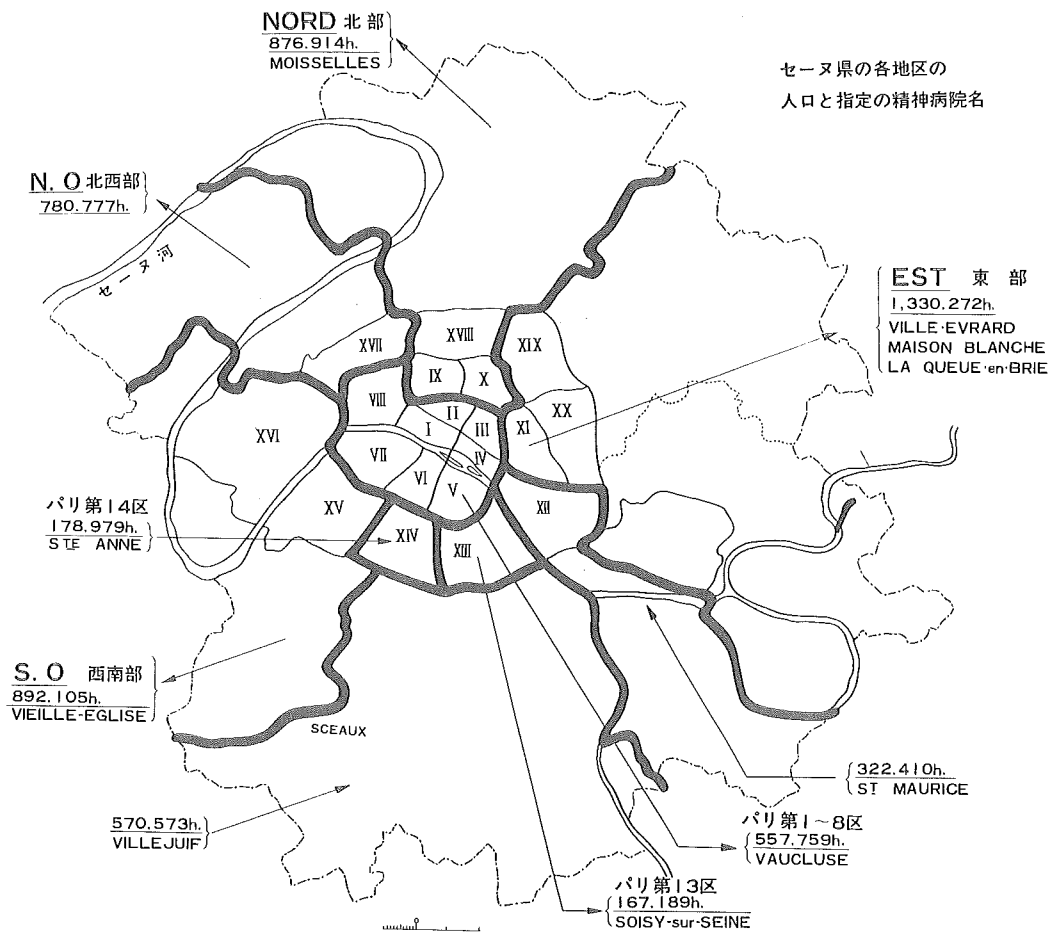 NORD 北部
876.914h.
MOISSELLES
セーヌ県の各地区の
人口と指定の精神病院名
N.O 北西部
780.777h.
セーヌ河
EST 東部
1,330.272h.
VILLE·EVRARD
MAISON BLANCHE
LA QUEUE·en·BRIE
XVII
XVIII
XIX
IX
X
VIII
II
XX
I
III
XI
XVI
VII
IV
VI
V
XV
XII
XIV
XIII
パリ第14区
178.979h.
STE ANNE
S.O 西南部
892.105h.
VIEILLE-EGLISE
SCEAUX
322.410h.
ST MAURICE
570.573h.
VILLEJUIF
パリ第1~8区
557.759h.
VAUCLUSE
パリ第13区
167.189h.
SOISY-sur-SEINE
0